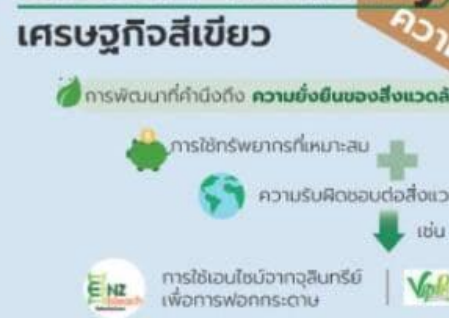 เศรษฐกิจสีเขียว
การพัฒนาที่คำนึงถึง ความยั่งยืนของสิ่งแวดล้
การใช้ทรัพยากรที่เหมาะสม
ความรับผิดชอบต่อสิ่งแว
เช่น
การใช้เอนไซม์จากจุลินทรีย์
เพื่อการฟอกกระดาษ
ENZ
bleach